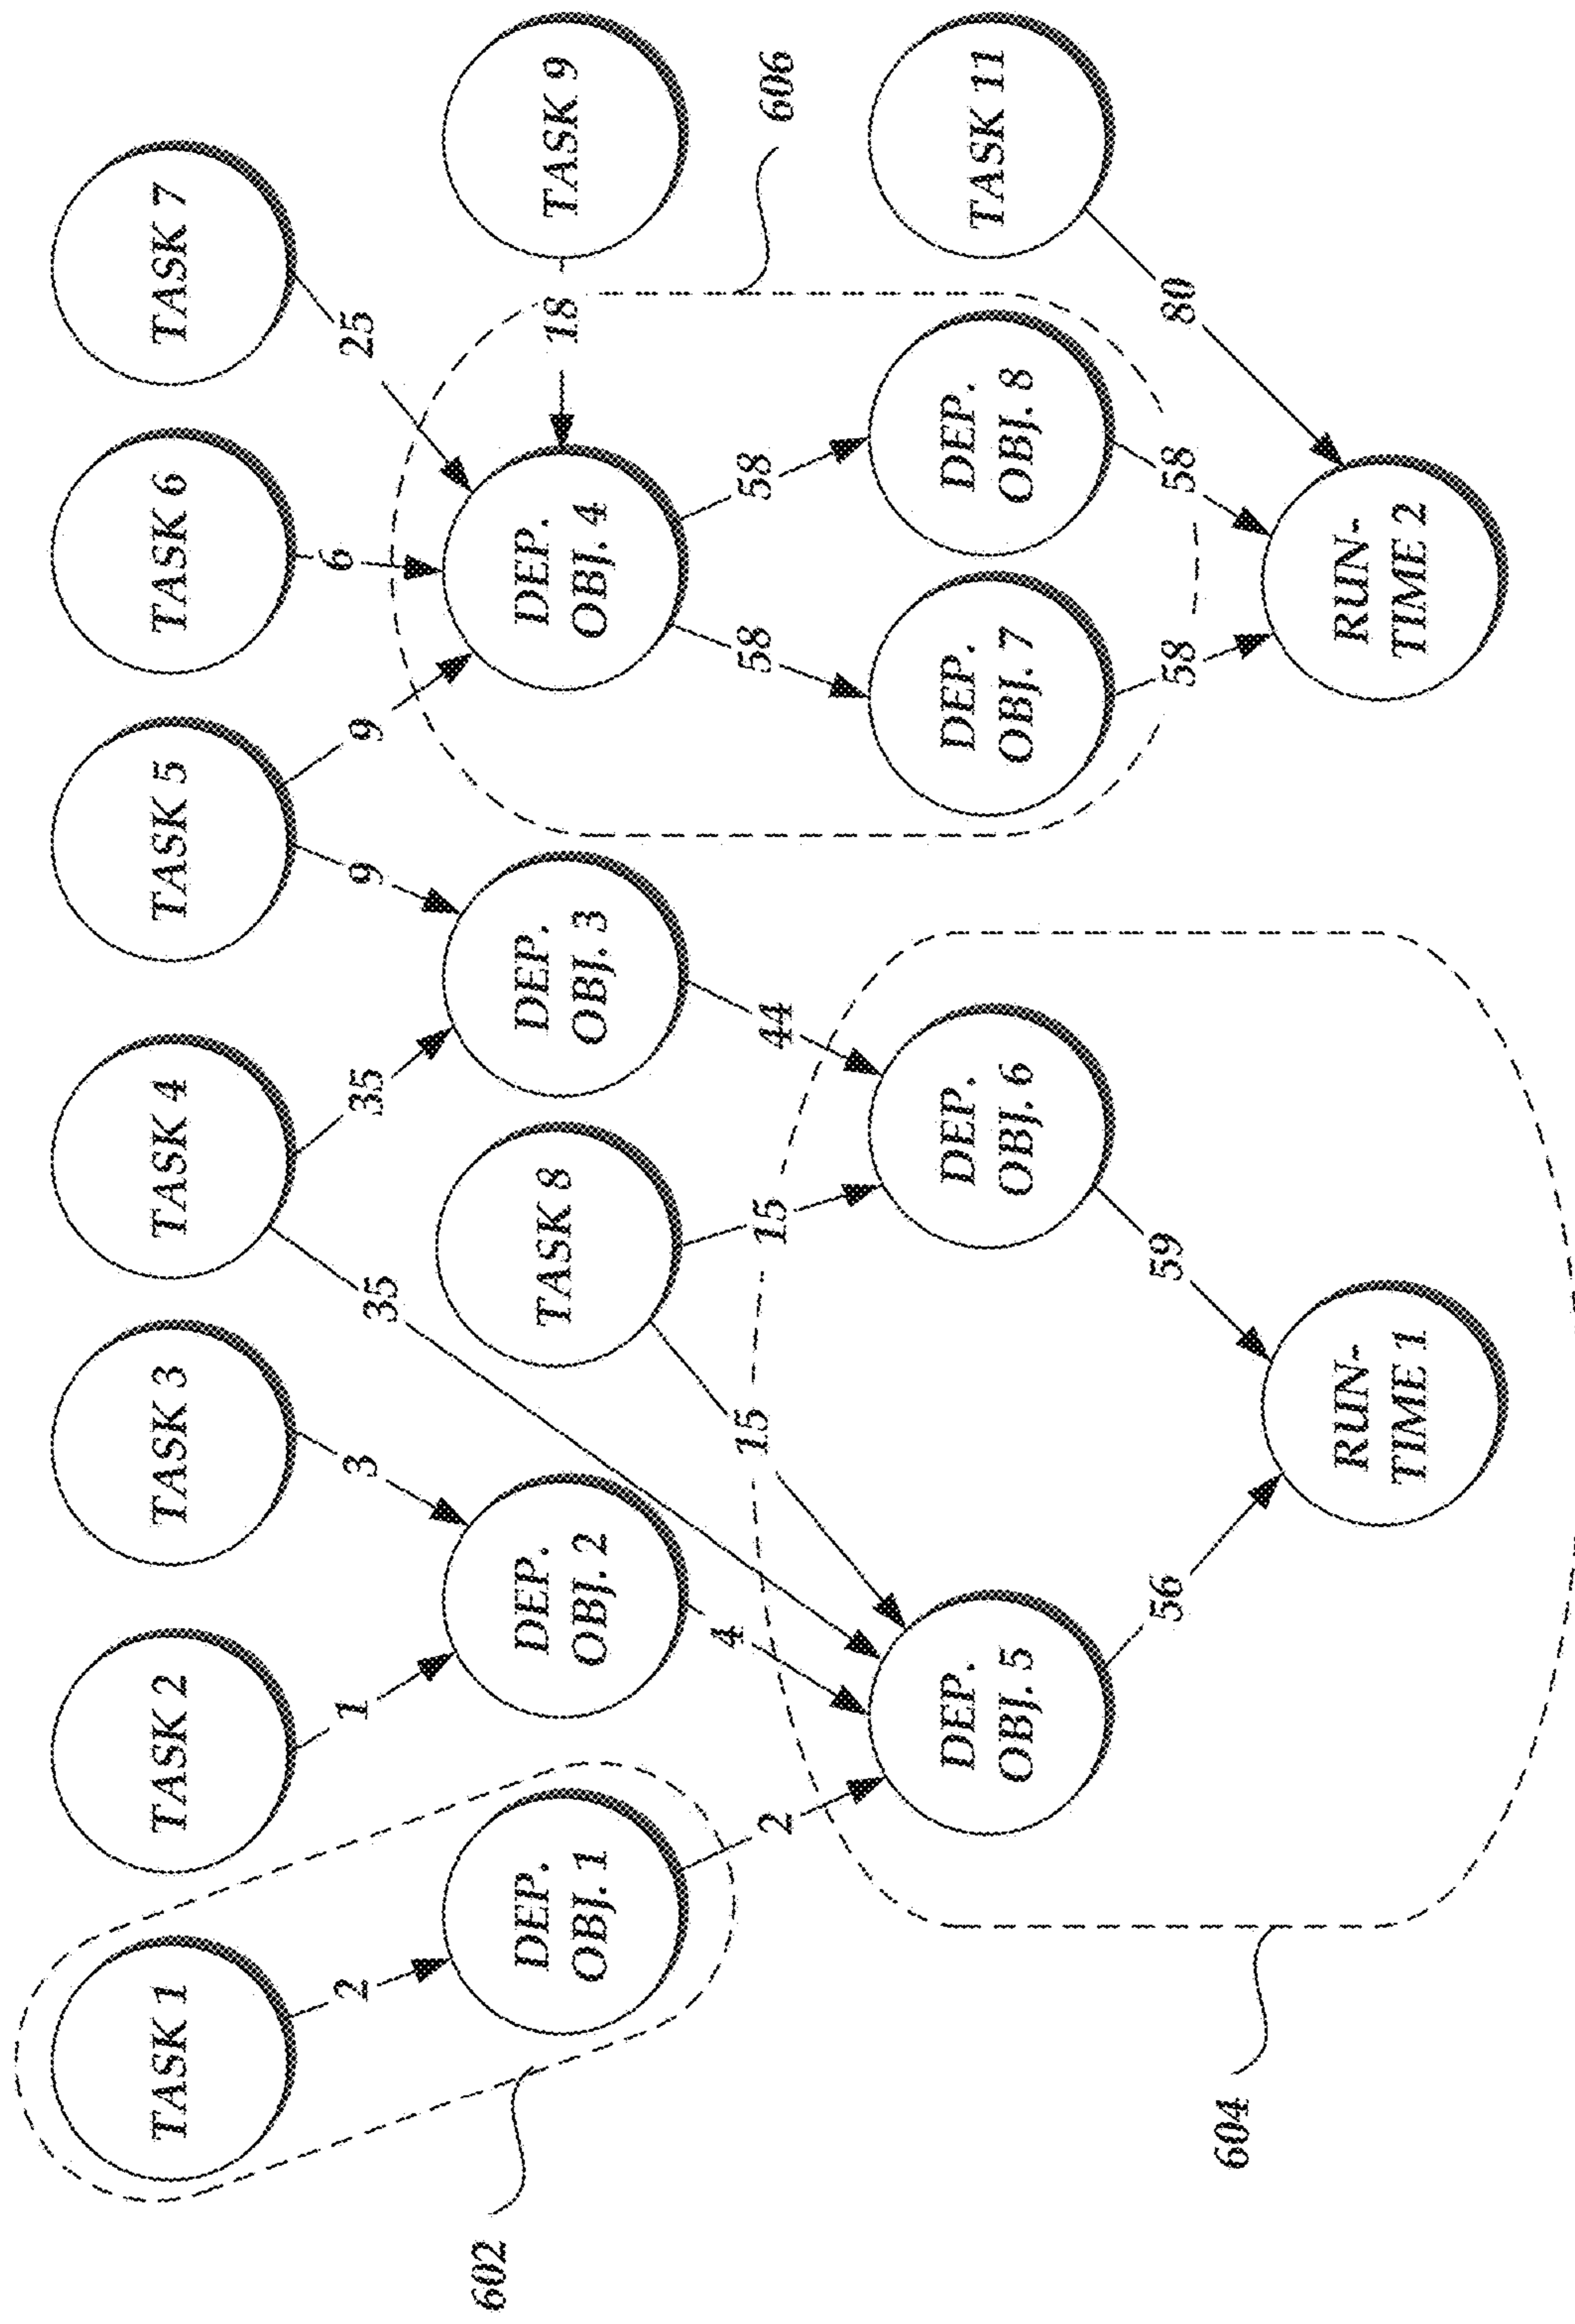 TASK 1
TASK 2
TASK 3
TASK 4
TASK 5
TASK 6
TASK 7
2
1
3
35
35
9
9
6
25
602
DEP.
OBJ. 1
DEP.
OBJ. 2
TASK 8
DEP.
OBJ. 3
DEP.
OBJ. 4
18
TASK 9
2
4
15
15
44
58
58
606
DEP.
OBJ. 5
DEP.
OBJ. 6
DEP.
OBJ. 7
DEP.
OBJ. 8
TASK 11
56
59
58
58
80
604
RUN-
TIME 1
RUN-
TIME 2